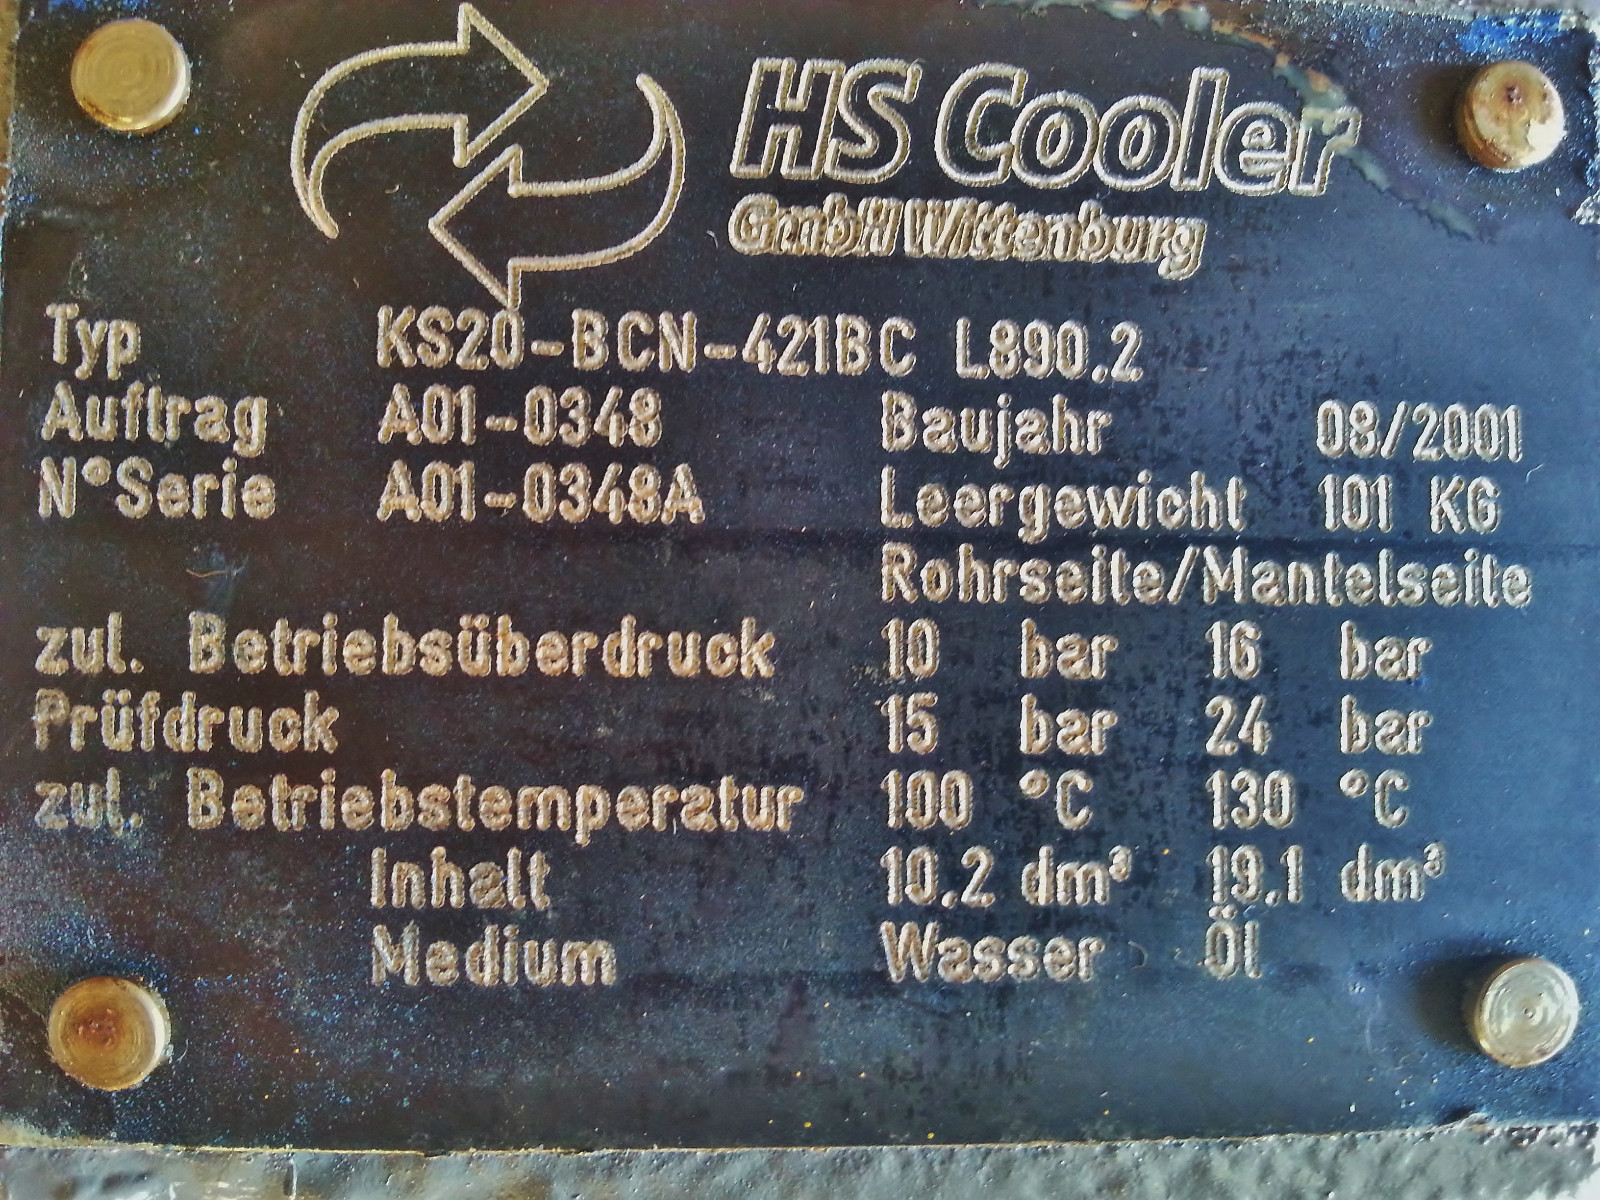 HS Cooler
GmbH Wittenburg
Typ KS20-BCN-421BC L890.2
Auftrag A01-0348 Baujahr 08/2001
N°Serie A01-0348A Leergewicht 101 KG
Rohrseite/Mantelseite
zul. Betriebsüberdruck 10 bar 16 bar
Prüfdruck 15 bar 24 bar
zul. Betriebstemperatur 100 °C 130 °C
Inhalt 10.2 dm³ 19.1 dm³
Medium Wasser Öl